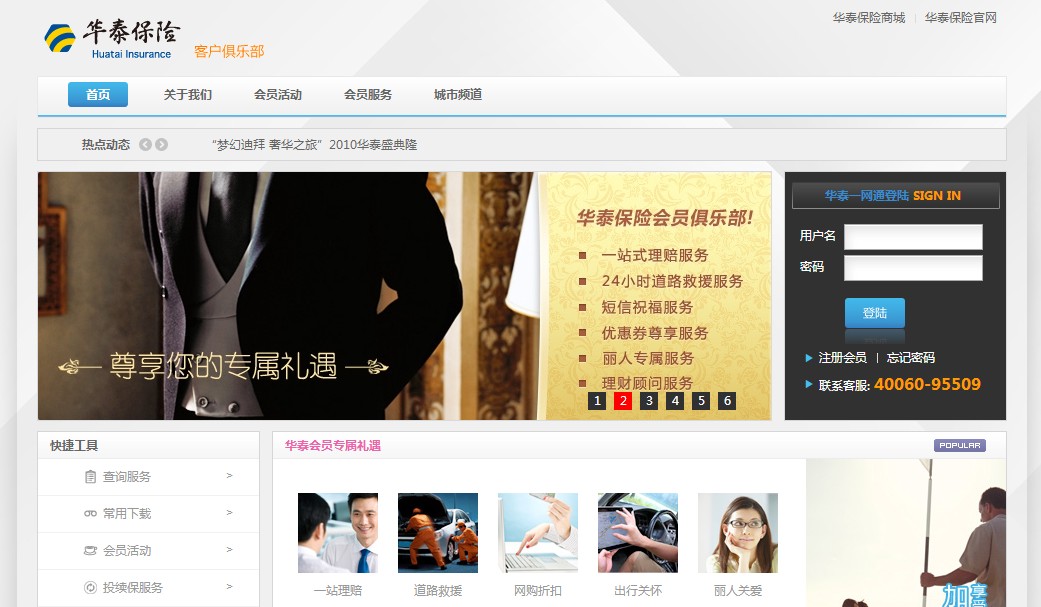 华泰保险商城 | 华泰保险官网
华泰保险
Huatai Insurance
客户俱乐部
首页 关于我们 会员活动 会员服务 城市频道
热点动态 “梦幻迪拜 奢华之旅”2010华泰盛典隆
尊享您的专属礼遇
华泰保险会员俱乐部!
一站式理赔服务
24小时道路救援服务
短信祝福服务
优惠券尊享服务
丽人专属服务
理财顾问服务
1 2 3 4 5 6
华泰一网通登陆 SIGN IN
用户名
密码
登陆
注册会员 | 忘记密码
联系客服: 40060-95509
快捷工具
查询服务 >
常用下载 >
会员活动 >
投续保服务 >
华泰会员专属礼遇 POPULAR
一站理赔 道路救援 网购折扣 出行关怀 丽人关爱
加